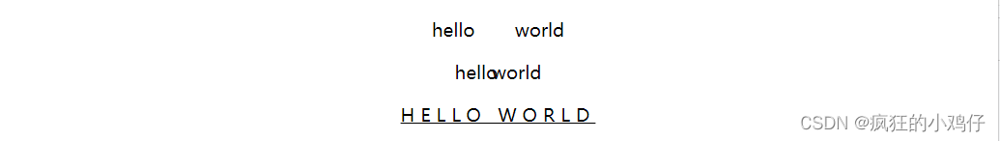 hello world
helloworld
HELLO WORLD
CSDN @疯狂的小鸡仔